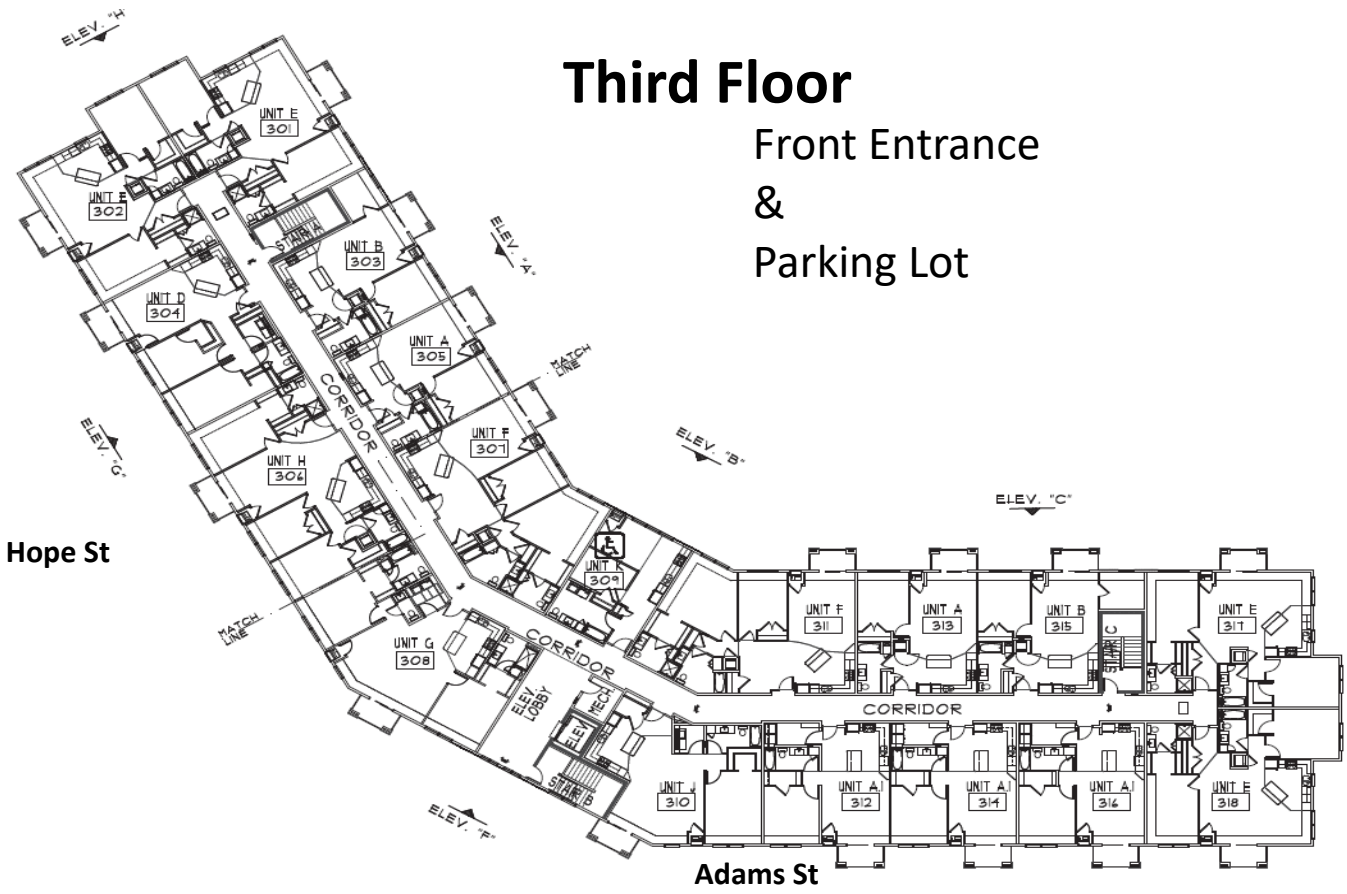 ELEV. "H"
Third Floor
Front Entrance
&
Parking Lot
UNIT E
301
UNIT E
302
STAIR A
UNIT B
303
ELEV. "A"
UNIT D
304
UNIT A
305
MATCH
LINE
CORRIDOR
ELEV. "G"
UNIT F
307
ELEV. "B"
UNIT H
306
ELEV. "C"
Hope St
UNIT K
309
MATCH
LINE
UNIT G
308
CORRIDOR
UNIT F
311
UNIT A
313
UNIT B
315
STAIR C
UNIT E
317
ELEV
LOBBY
MECH
ELEV
CORRIDOR
STAIR B
UNIT J
310
UNIT A.1
312
UNIT A.1
314
UNIT A.1
316
UNIT E
318
ELEV. "F"
Adams St